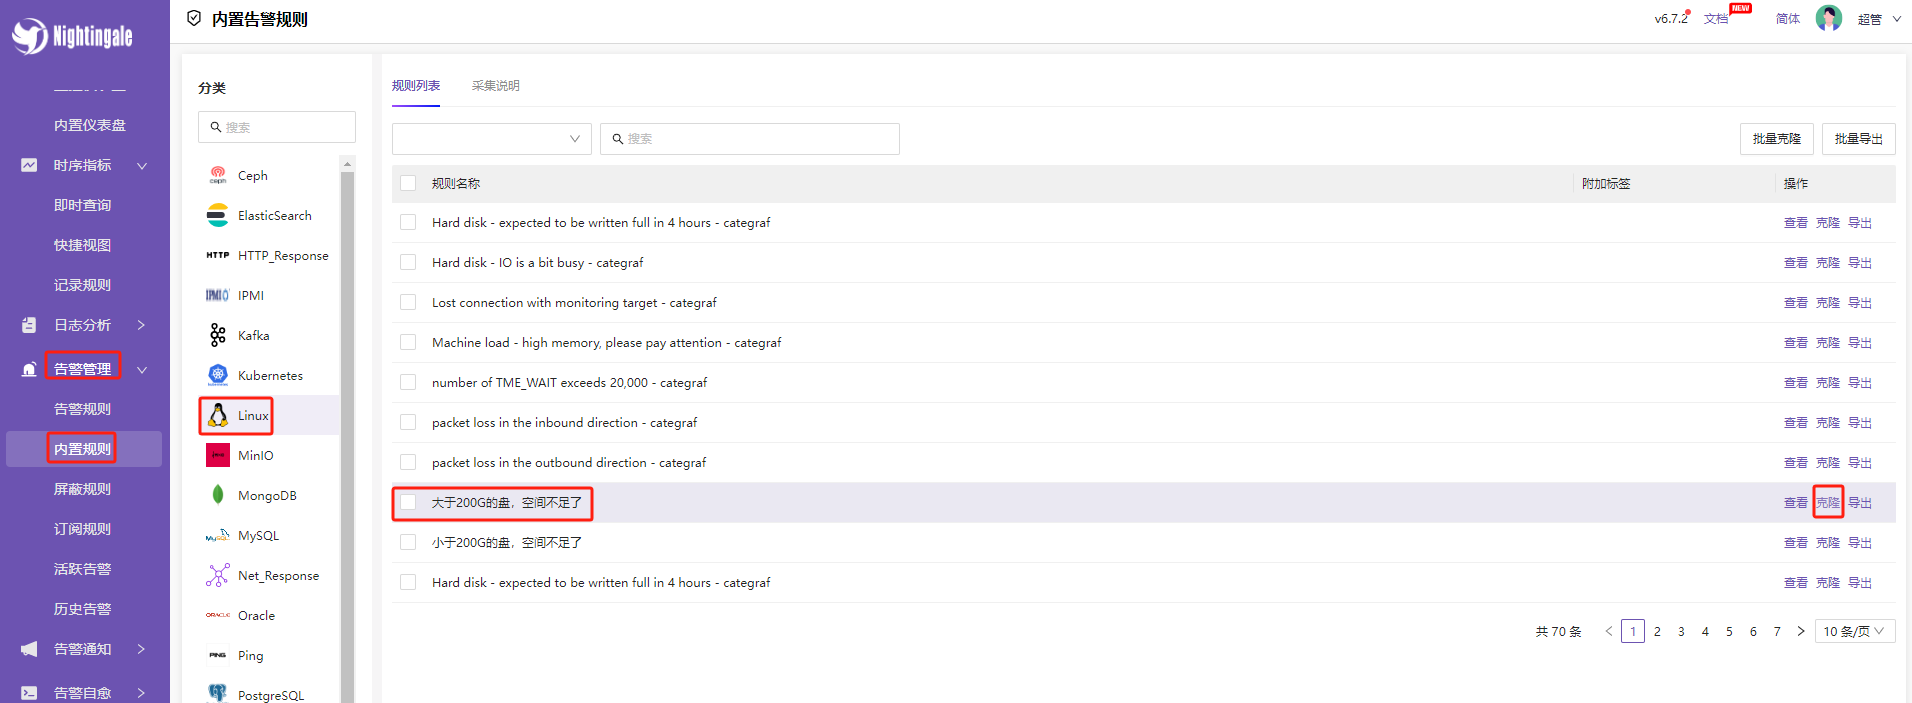 Nightingale
内置仪表盘
时序指标
即时查询
快捷视图
记录规则
日志分析
告警管理
告警规则
内置规则
屏蔽规则
订阅规则
活跃告警
历史告警
告警通知
告警自愈
内置告警规则
v6.7.2 文档 NEW 简体 超管
分类
搜索
Ceph
ElasticSearch
HTTP HTTP_Response
IPMI IPMI
Kafka
Kubernetes
Linux
MinIO
MongoDB
MySQL MySQL
Net_Response
ORACLE Oracle
PING Ping
PostgreSQL
规则列表 采集说明
搜索 批量克隆 批量导出
规则名称 附加标签 操作
Hard disk - expected to be written full in 4 hours - categraf 查看 克隆 导出
Hard disk - IO is a bit busy - categraf 查看 克隆 导出
Lost connection with monitoring target - categraf 查看 克隆 导出
Machine load - high memory, please pay attention - categraf 查看 克隆 导出
number of TME_WAIT exceeds 20,000 - categraf 查看 克隆 导出
packet loss in the inbound direction - categraf 查看 克隆 导出
packet loss in the outbound direction - categraf 查看 克隆 导出
大于200G的盘，空间不足了 查看 克隆 导出
小于200G的盘，空间不足了 查看 克隆 导出
Hard disk - expected to be written full in 4 hours - categraf 查看 克隆 导出
共 70 条 < 1 2 3 4 5 6 7 > 10 条/页